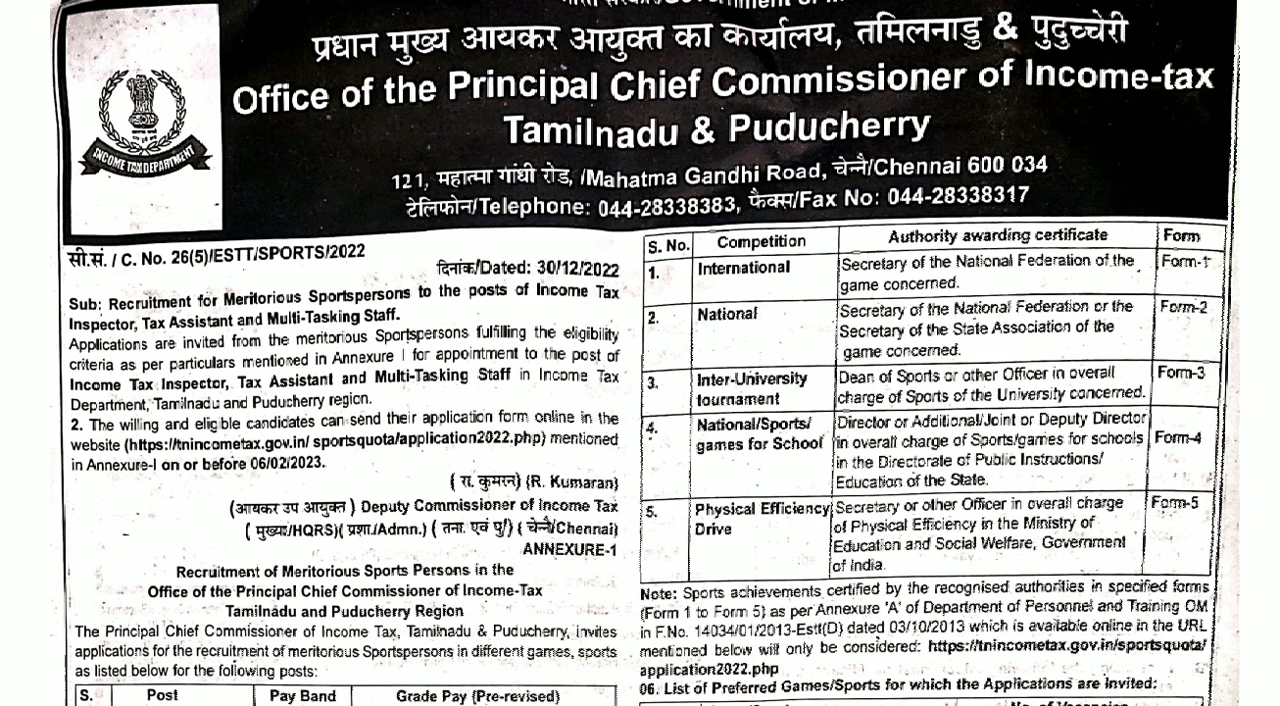 प्रधान मुख्य आयकर आयुक्त का कार्यालय, तमिलनाडु & पुदुच्चेरी
Office of the Principal Chief Commissioner of Income-tax
Tamilnadu & Puducherry
121, महात्मा गांधी रोड, /Mahatma Gandhi Road, चेन्नै/Chennai 600 034
टेलिफोन/Telephone: 044-28338383, फैक्स/Fax No: 044-28338317
INCOME TAX DEPARTMENT
सी.सं. / C. No. 26(5)/ESTT/SPORTS/2022
दिनांक/Dated: 30/12/2022
Sub: Recruitment for Meritorious Sportspersons to the posts of Income Tax
Inspector, Tax Assistant and Multi-Tasking Staff.
Applications are invited from the meritorious Sportspersons fulfilling the eligibility
criteria as per particulars mentioned in Annexure I for appointment to the post of
Income Tax Inspector, Tax Assistant and Multi-Tasking Staff in Income Tax
Department, Tamilnadu and Puducherry region.
2. The willing and eligible candidates can send their application form online in the
website (https://tnincometax.gov.in/ sportsquota/application2022.php) mentioned
in Annexure-I on or before 06/02/2023.
( रा. कुमरन) (R. Kumaran)
(आयकर उप आयुक्त ) Deputy Commissioner of Income Tax
( मुख्या/HQRS)( प्रशा./Admn.) ( तना. एवं पु/) ( चेन्नै/Chennai)
ANNEXURE-1
Recruitment of Meritorious Sports Persons in the
Office of the Principal Chief Commissioner of Income-Tax
Tamilnadu and Puducherry Region
The Principal Chief Commissioner of Income Tax, Tamilnadu & Puducherry, invites
applications for the recruitment of meritorious Sportspersons in different games, sports
as listed below for the following posts:
S. Post Pay Band Grade Pay (Pre-revised)
S. No. Competition Authority awarding certificate Form
1. International Secretary of the National Federation of the Form-1
game concerned.
2. National Secretary of the National Federation or the Form-2
Secretary of the State Association of the
game concerned.
3. Inter-University Dean of Sports or other Officer in overall Form-3
tournament charge of Sports of the University concerned.
4. National/Sports/ Director or Additional/Joint or Deputy Director
games for School in overall charge of Sports/games for schools Form-4
in the Directorate of Public Instructions/
Education of the State.
5. Physical Efficiency Secretary or other Officer in overall charge Form-5
Drive of Physical Efficiency in the Ministry of
Education and Social Welfare, Government
of India.
Note: Sports achievements certified by the recognised authorities in specified forms
(Form 1 to Form 5) as per Annexure 'A' of Department of Personnel and Training OM
in F.No. 14034/01/2013-Estt(D) dated 03/10/2013 which is available online in the URL
mentioned below will only be considered: https://tnincometax.gov.in/sportsquota/
application2022.php
06. List of Preferred Games/Sports for which the Applications are invited: